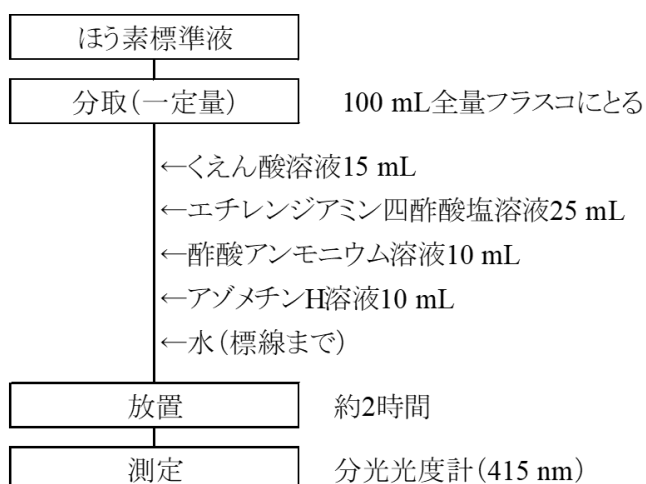 ほう素標準液
分取（一定量） 100 mL全量フラスコにとる
←くえん酸溶液15 mL
←エチレンジアミン四酢酸塩溶液25 mL
←酢酸アンモニウム溶液10 mL
←アゾメチンH溶液10 mL
←水（標線まで）
放置 約2時間
測定 分光光度計（415 nm）